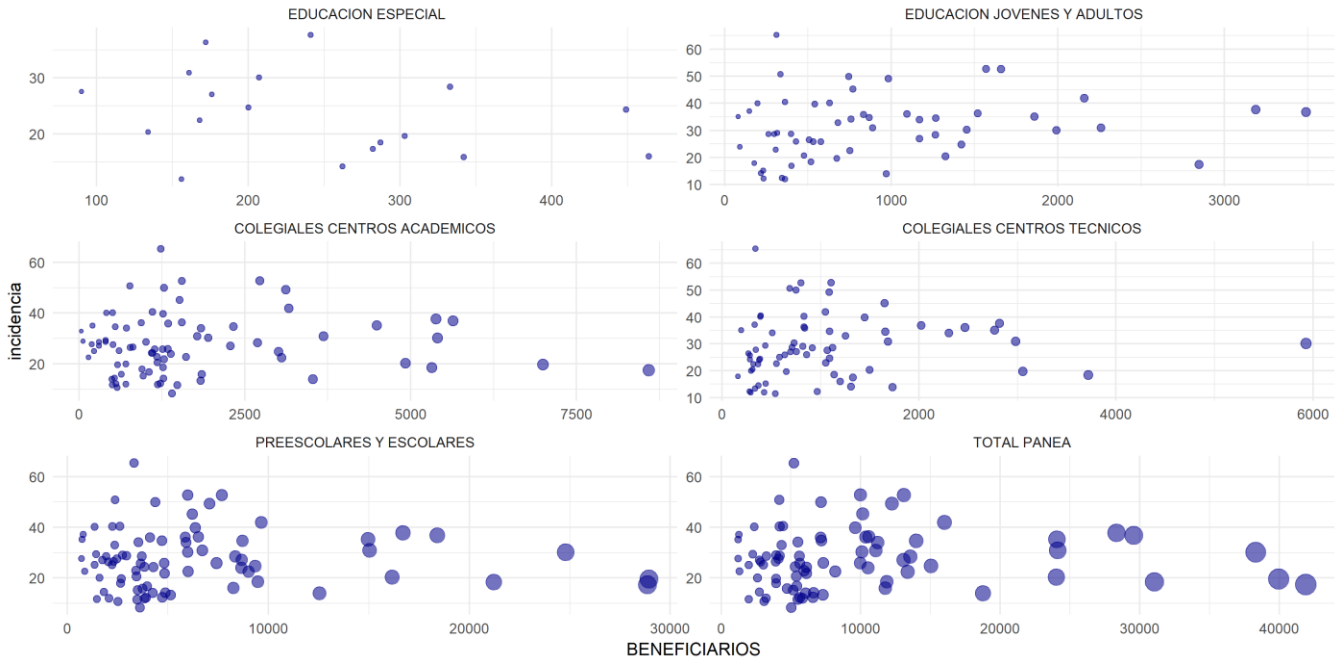 EDUCACION ESPECIAL
EDUCACION JOVENES Y ADULTOS
30
20
100 200 300 400
60
50
40
30
20
10
0 1000 2000 3000
COLEGIALES CENTROS ACADEMICOS
COLEGIALES CENTROS TECNICOS
60
40
20
0 2500 5000 7500
60
50
40
30
20
10
0 2000 4000 6000
PREESCOLARES Y ESCOLARES
TOTAL PANEA
60
40
20
0 10000 20000 30000
60
40
20
0 10000 20000 30000 40000
incidencia
BENEFICIARIOS